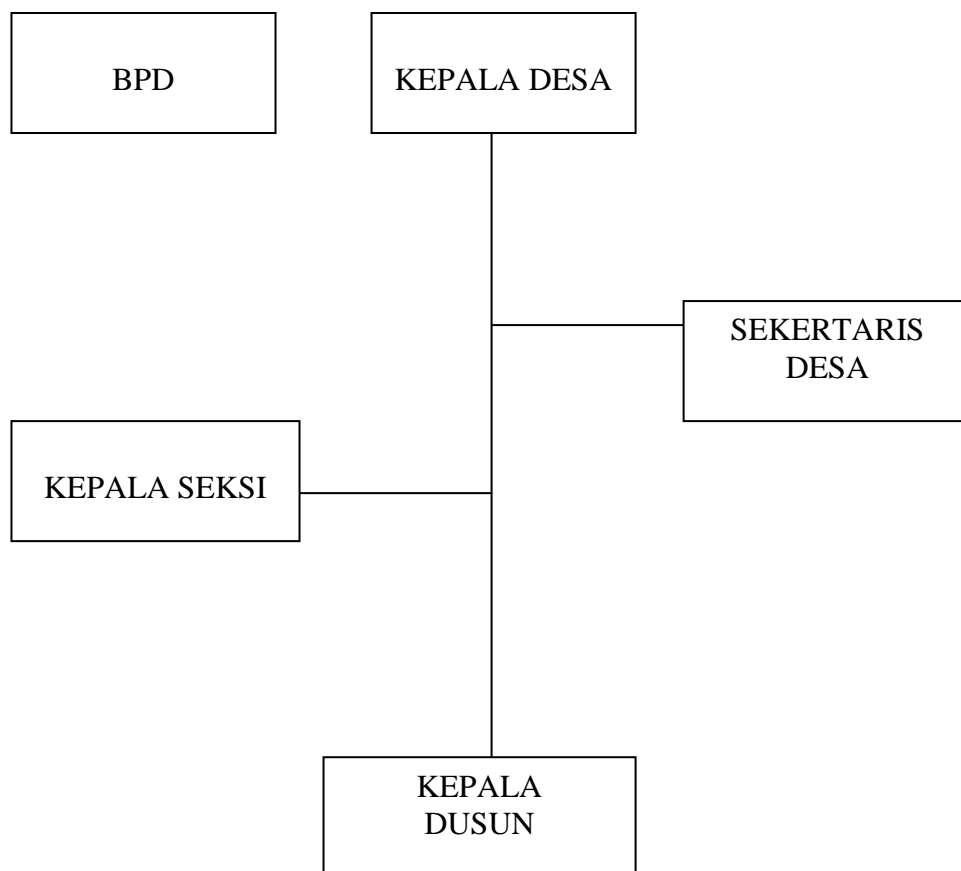 BPD
KEPALA DESA
SEKERTARIS
DESA
KEPALA SEKSI
KEPALA
DUSUN